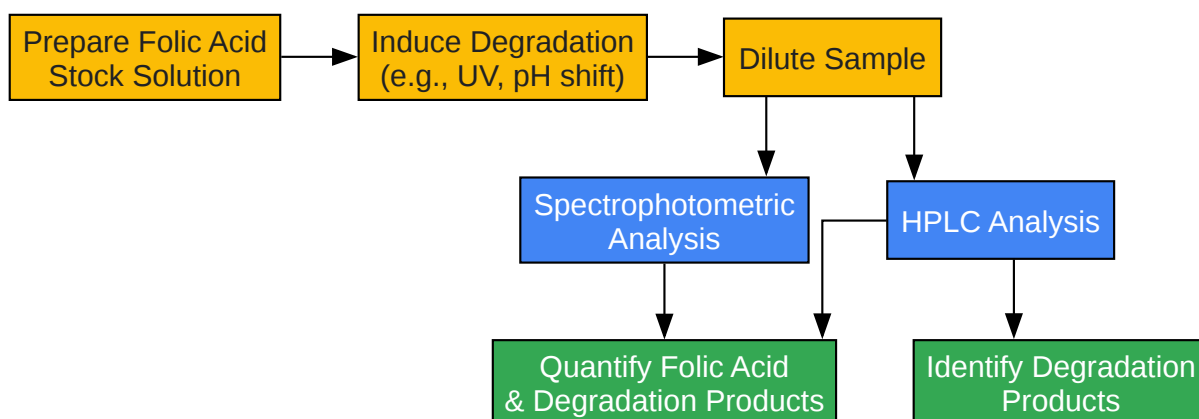 Prepare Folic Acid
Stock Solution
Induce Degradation
(e.g., UV, pH shift)
Dilute Sample
Spectrophotometric
Analysis
HPLC Analysis
Quantify Folic Acid
& Degradation Products
Identify Degradation
Products